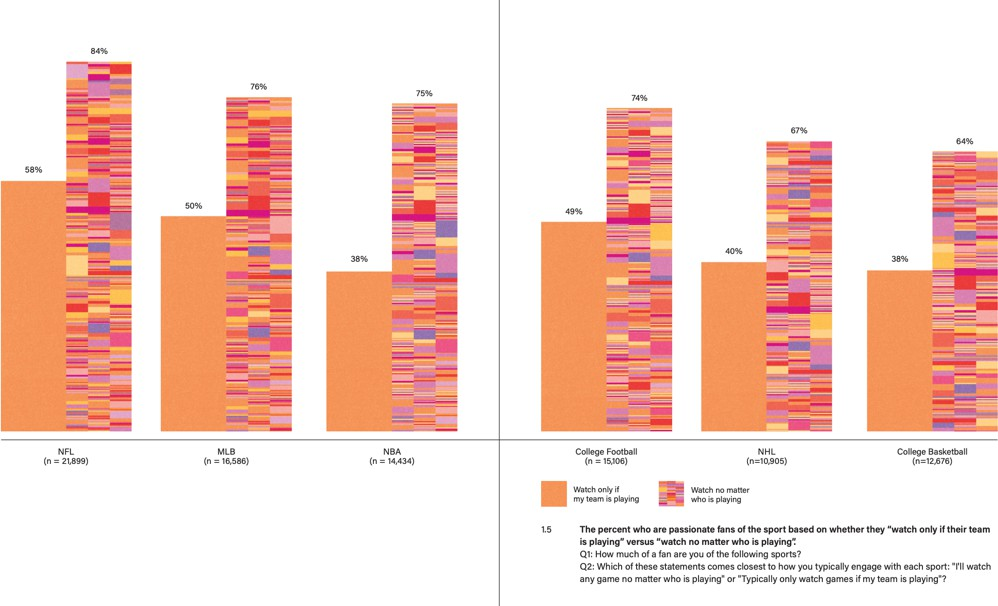 84%
58%
76%
50%
75%
38%
74%
49%
67%
40%
64%
38%
NFL
(n = 21,899)
MLB
(n = 16,586)
NBA
(n = 14,434)
College Football
(n = 15,106)
NHL
(n=10,905)
College Basketball
(n=12,676)
Watch only if
my team is playing
Watch no matter
who is playing
1.5
The percent who are passionate fans of the sport based on whether they “watch only if their team
is playing” versus “watch no matter who is playing”.
Q1: How much of a fan are you of the following sports?
Q2: Which of these statements comes closest to how you typically engage with each sport: "I'll watch
any game no matter who is playing" or "Typically only watch games if my team is playing"?